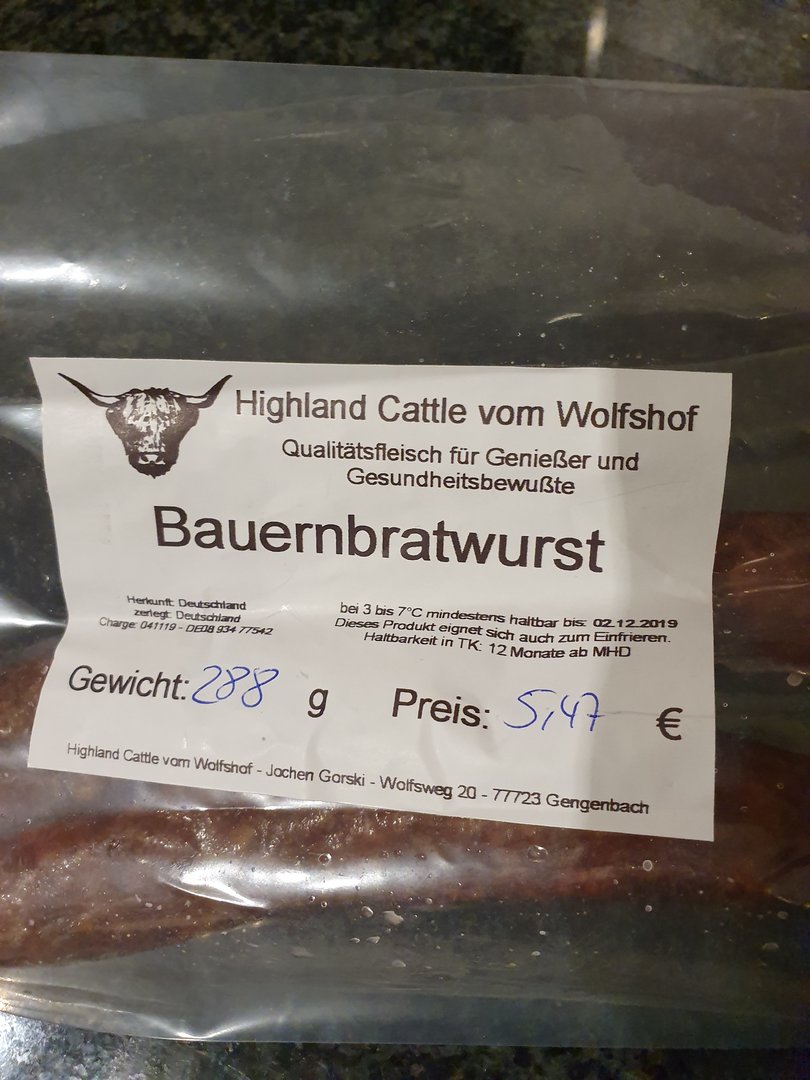 Highland Cattle vom Wolfshof
Qualitätsfleisch für Genießer und
Gesundheitsbewußte
Bauernbratwurst
Herkunft: Deutschland
zerlegt: Deutschland
Charge: 041119 - DE08 934 77542
bei 3 bis 7°C mindestens haltbar bis: 02.12.2019
Dieses Produkt eignet sich auch zum Einfrieren.
Haltbarkeit in TK: 12 Monate ab MHD
Gewicht: 288 g Preis: 5,47 €
Highland Cattle vom Wolfshof - Jochen Gorski - Wolfsweg 20 - 77723 Gengenbach